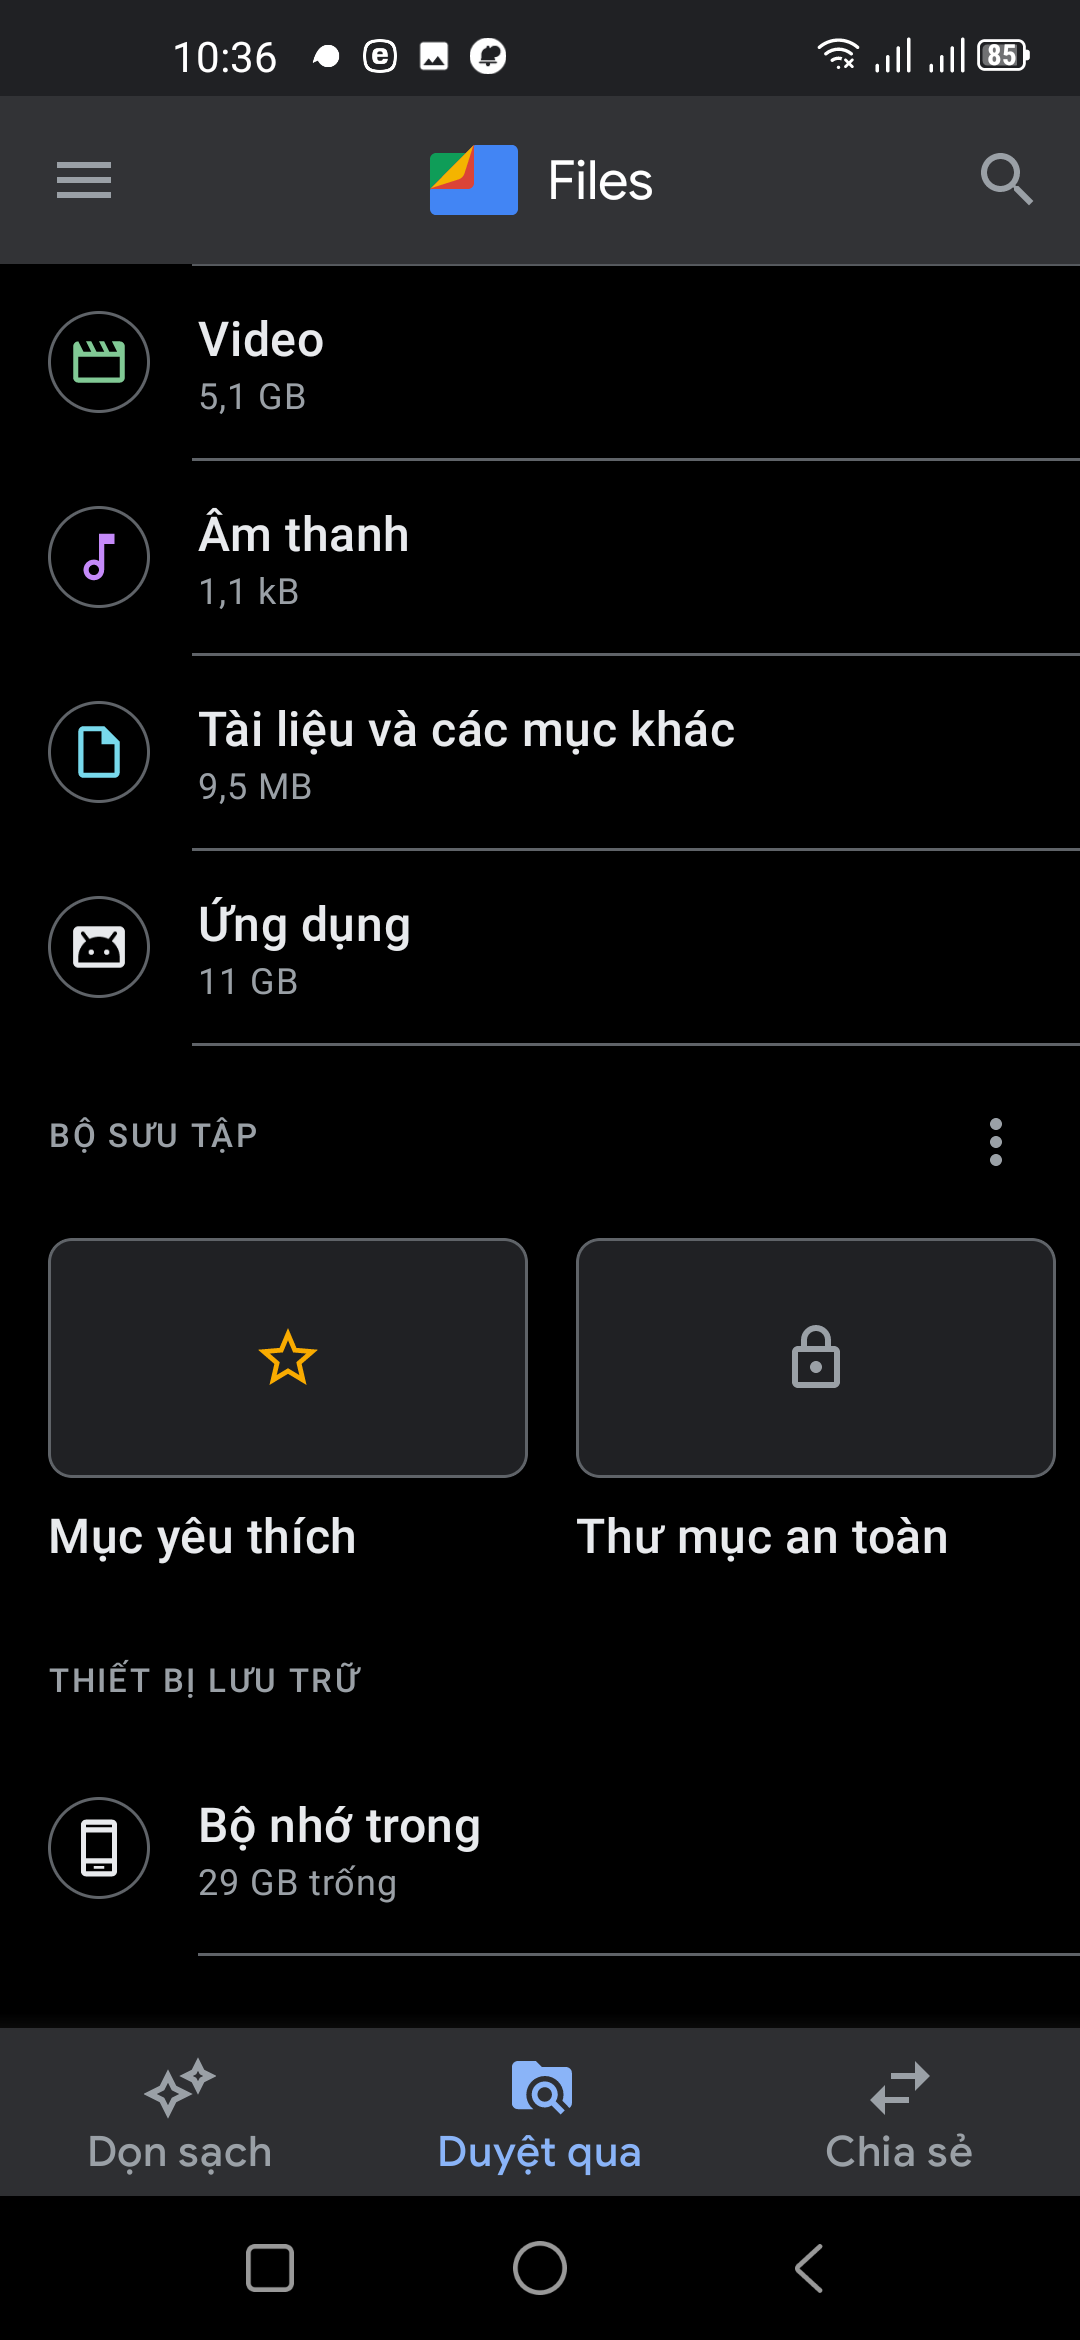 10:36
85
Files
Video
5,1 GB
Âm thanh
1,1 kB
Tài liệu và các mục khác
9,5 MB
Ứng dụng
11 GB
BỘ SƯU TẬP
Mục yêu thích
Thư mục an toàn
THIẾT BỊ LƯU TRỮ
Bộ nhớ trong
29 GB trống
Dọn sạch
Duyệt qua
Chia sẻ